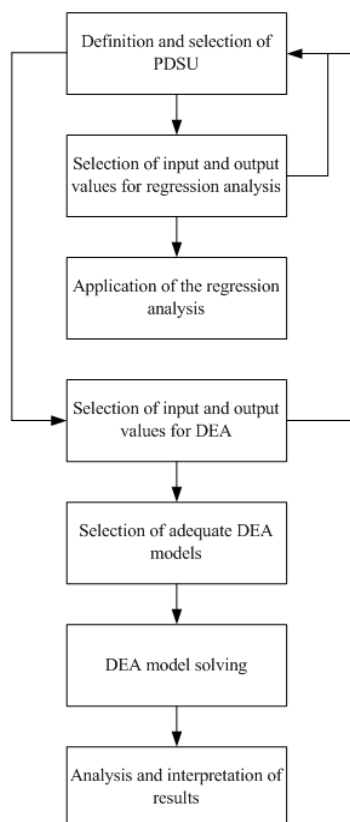 Definition and selection of
PDSU
Selection of input and output
values for regression analysis
Application of the regression
analysis
Selection of input and output
values for DEA
Selection of adequate DEA
models
DEA model solving
Analysis and interpretation of
results